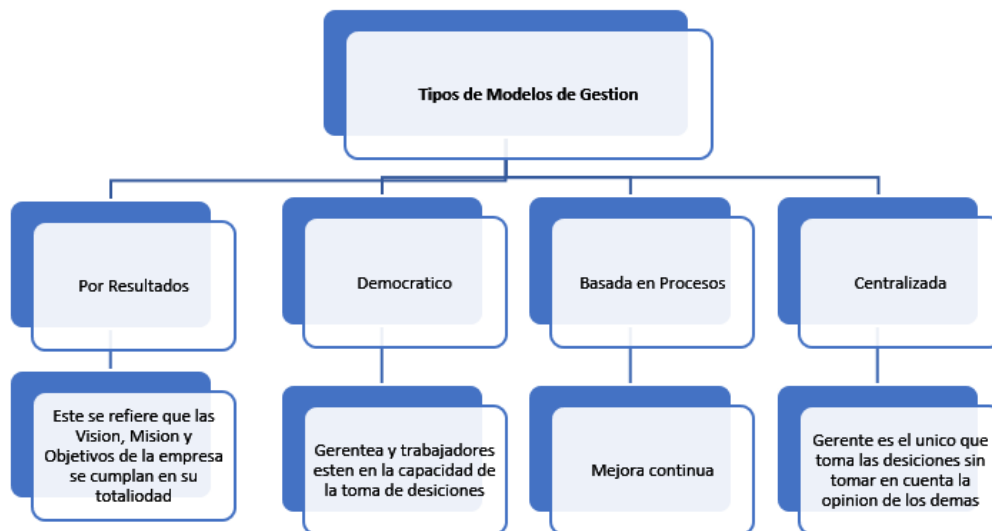 Tipos de Modelos de Gestion
Por Resultados
Democratico
Basada en Procesos
Centralizada
Este se refiere que las
Vision, Mision y
Objetivos de la empresa
se cumplan en su
totaliodad
Gerentea y trabajadores
esten en la capacidad de
la toma de desiciones
Mejora continua
Gerente es el unico que
toma las desiciones sin
tomar en cuenta la
opinion de los demas